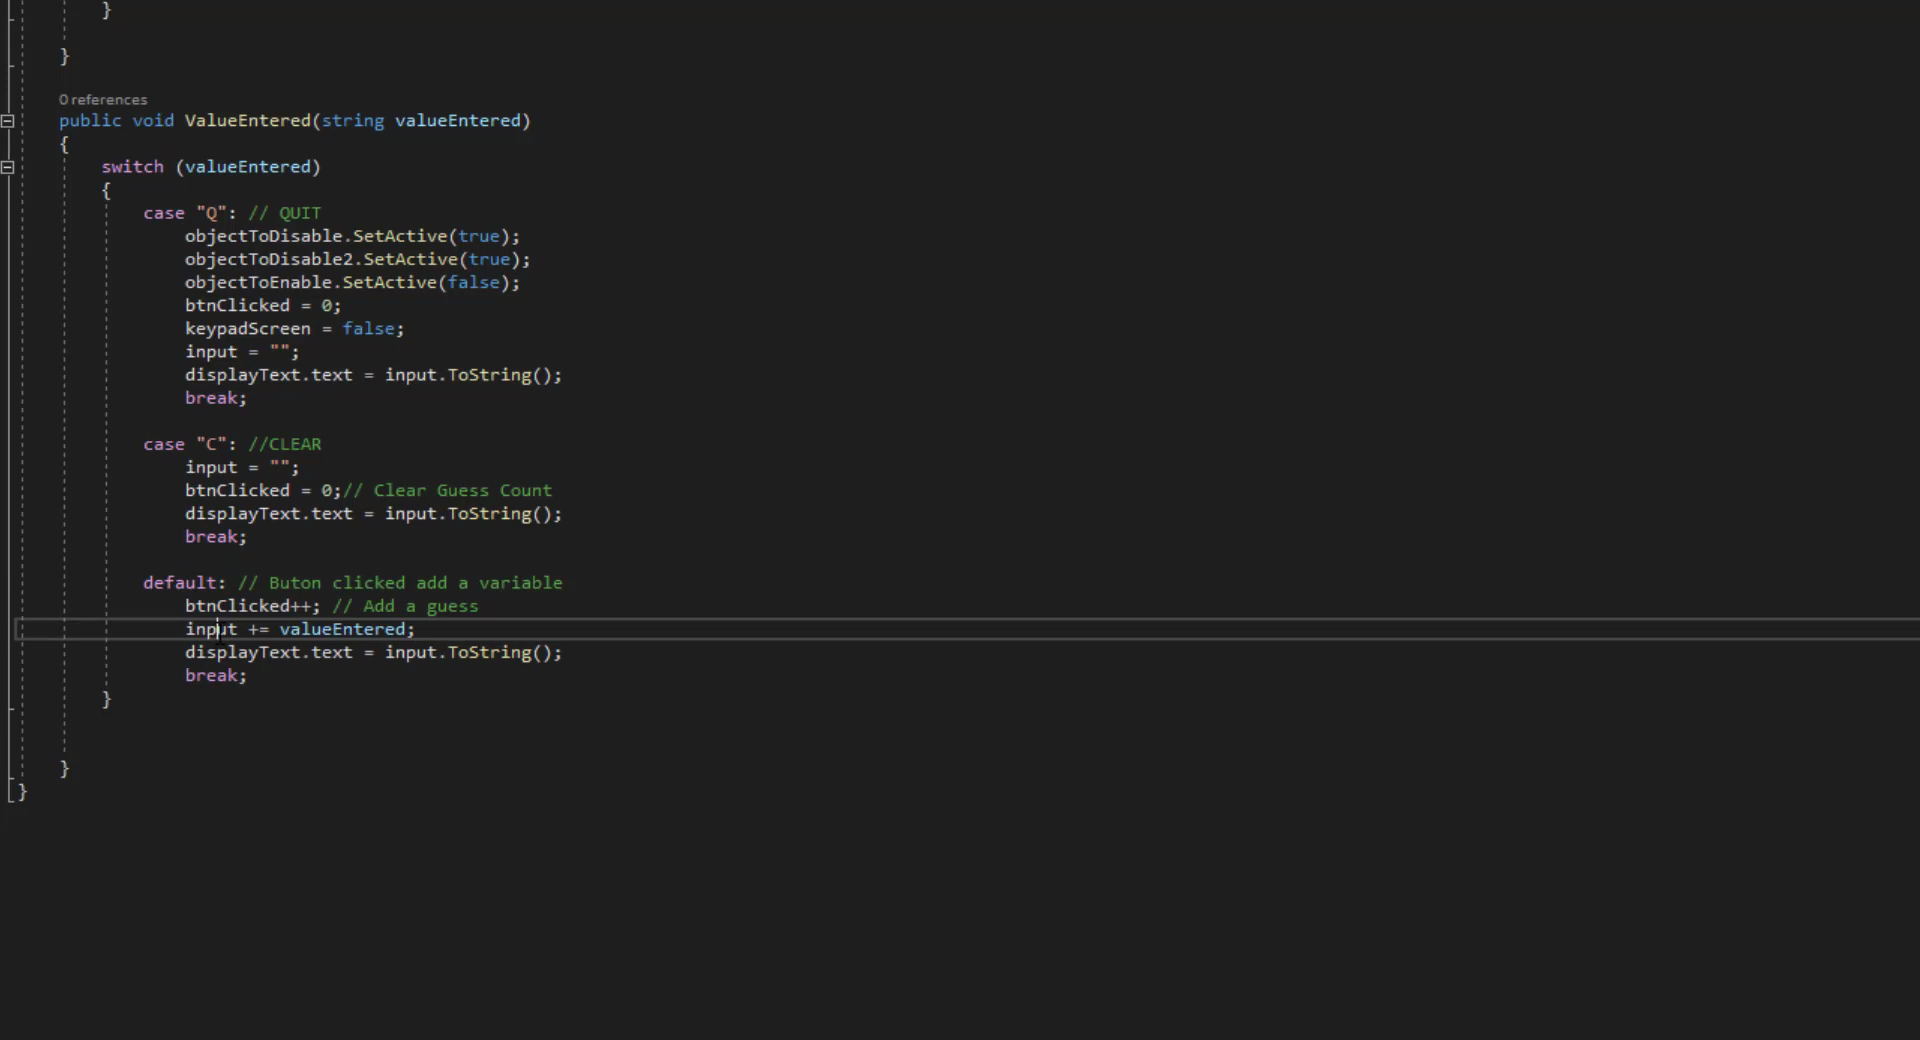 }
}
0 references
public void ValueEntered(string valueEntered)
{
switch (valueEntered)
{
case "Q": // QUIT
objectToDisable.SetActive(true);
objectToDisable2.SetActive(true);
objectToEnable.SetActive(false);
btnClicked = 0;
keypadScreen = false;
input = "";
displayText.text = input.ToString();
break;
case "C": //CLEAR
input = "";
btnClicked = 0;// Clear Guess Count
displayText.text = input.ToString();
break;
default: // Buton clicked add a variable
btnClicked++; // Add a guess
input += valueEntered;
displayText.text = input.ToString();
break;
}
}
}